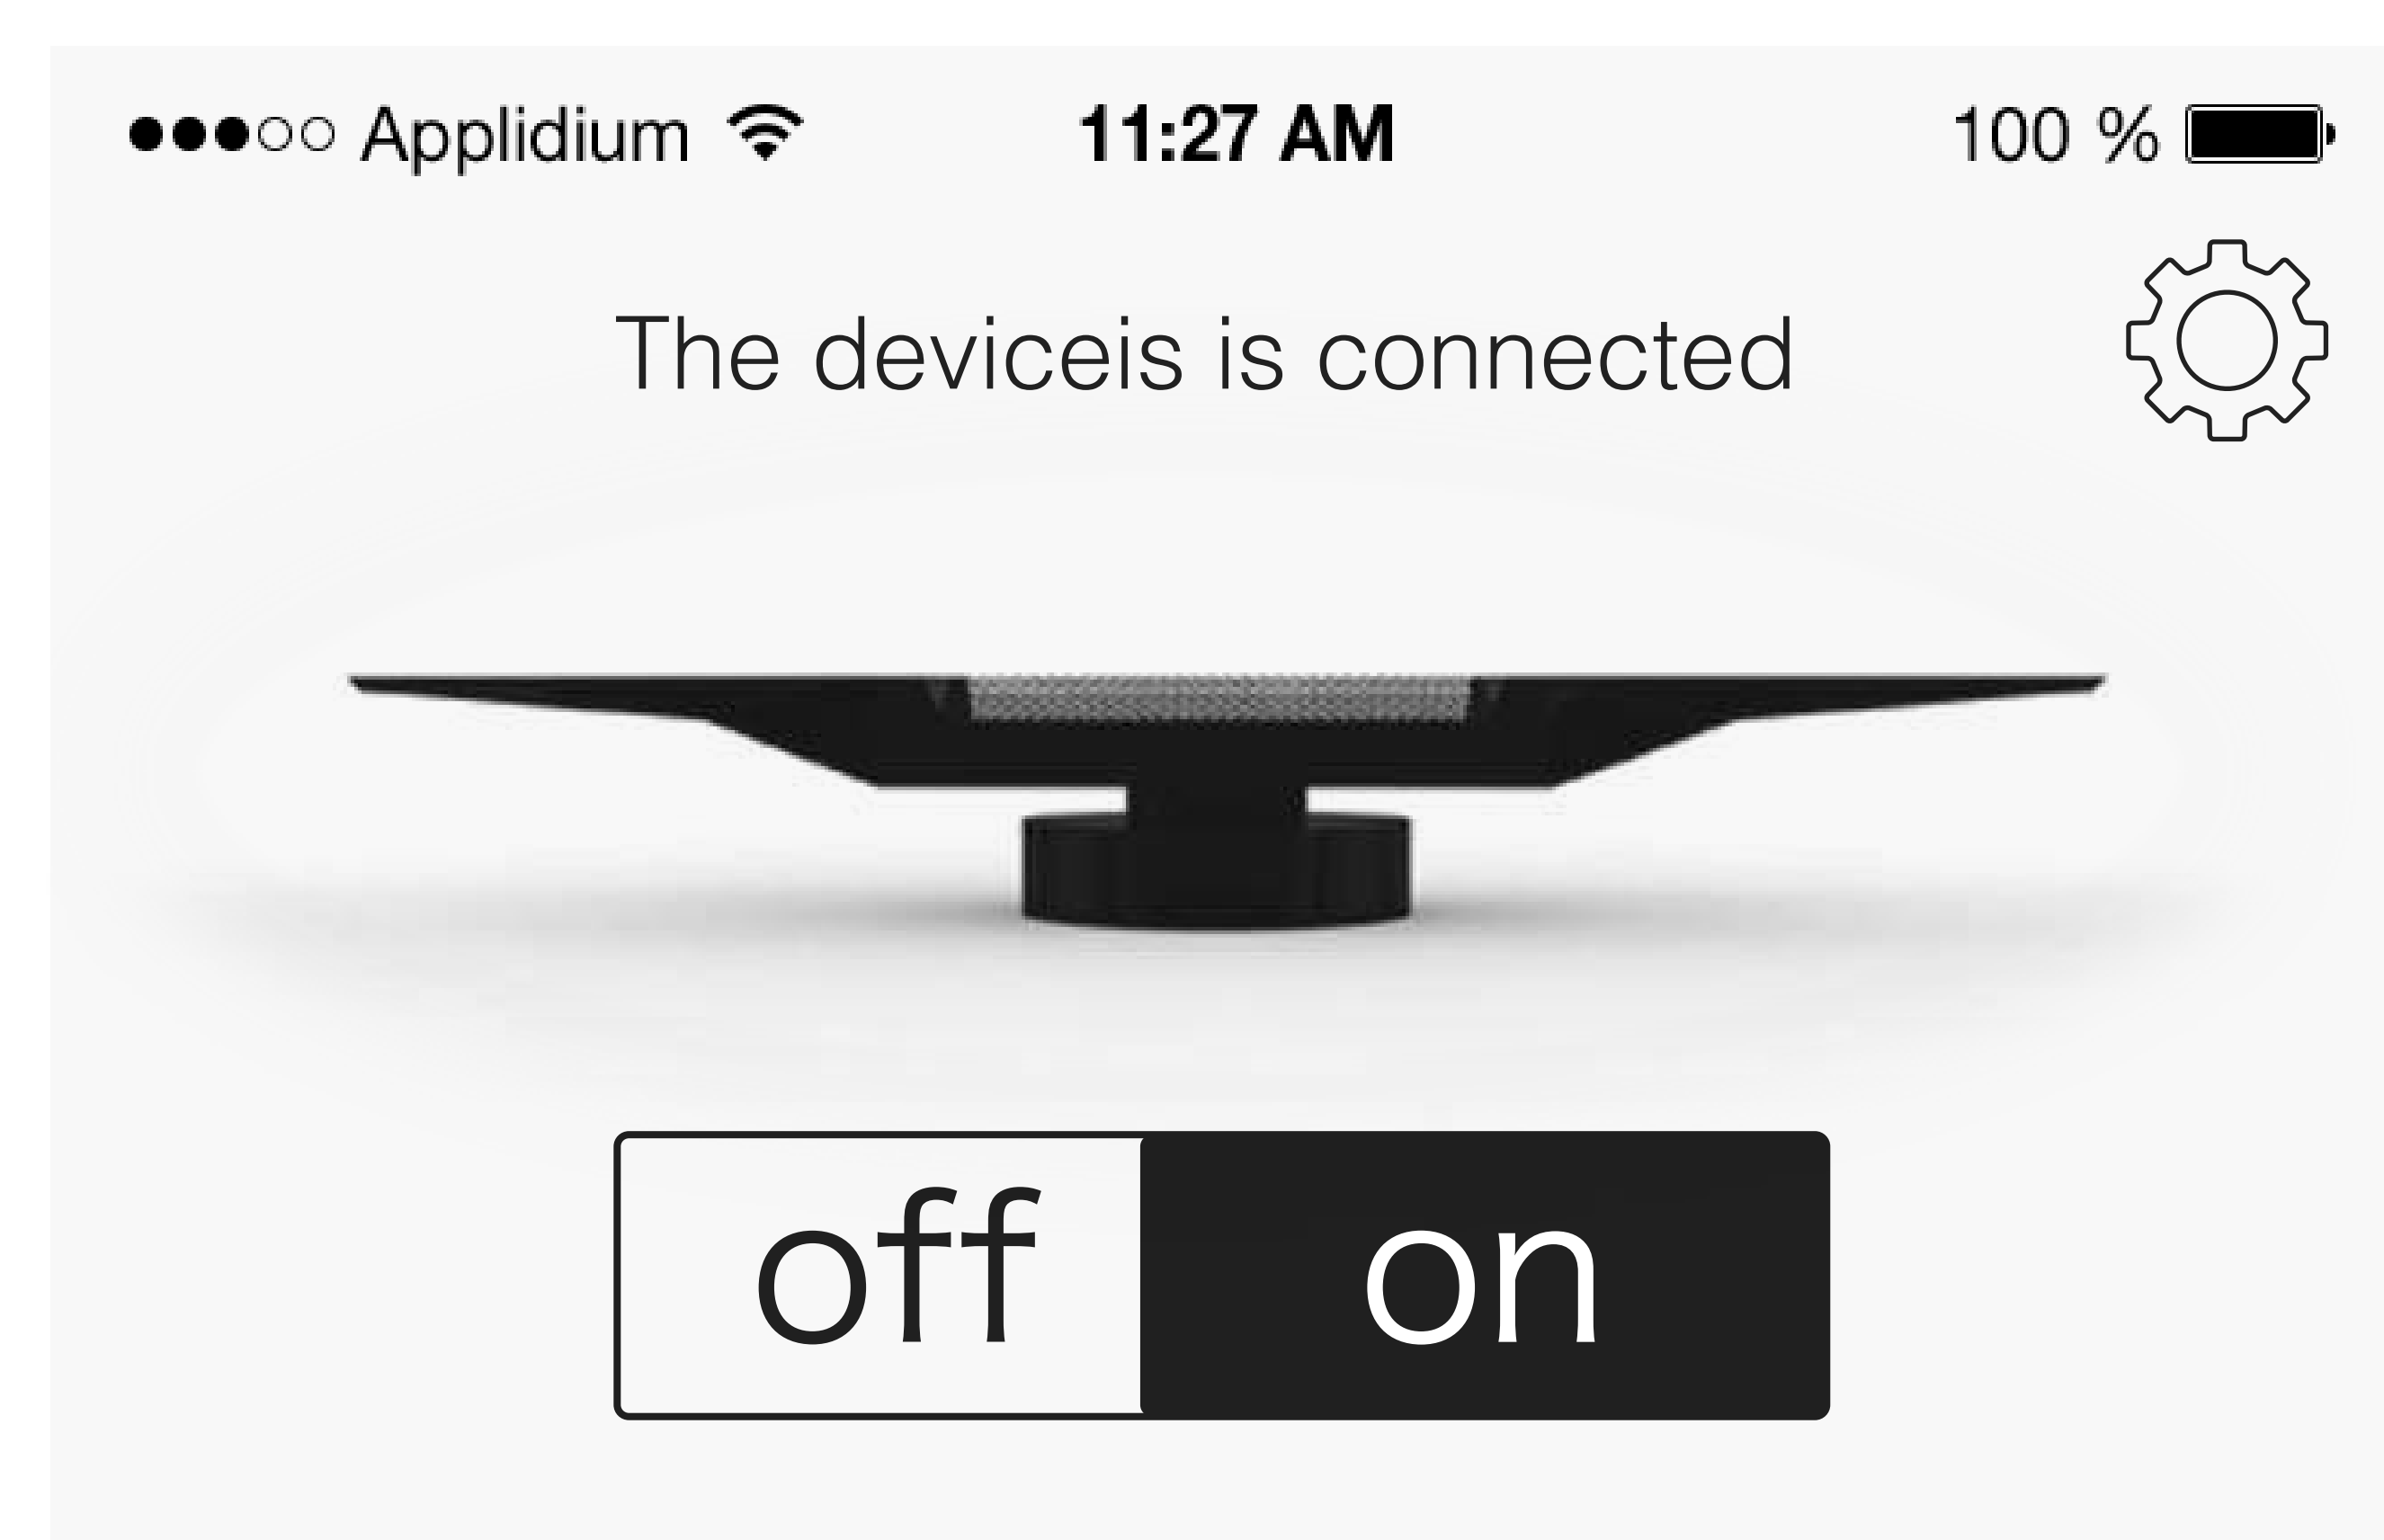 Applidium 11:27 AM 100 %
The deviceis is connected
off on